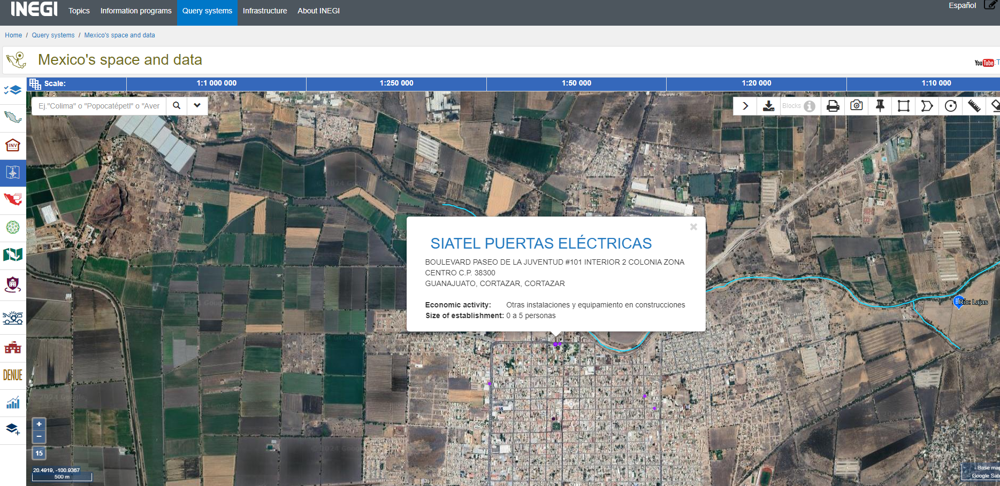 INEGI
Topics
Information programs
Query systems
Infrastructure
About INEGI
Español
Home / Query systems / Mexico's space and data
Mexico's space and data
YouTube
Scale:
1:1 000 000
1:250 000
1:50 000
1:20 000
1:10 000
Ej."Colima" o "Popocatépetl" o "Aver
Blocks
INV
SIATEL PUERTAS ELÉCTRICAS
BOULEVARD PASEO DE LA JUVENTUD #101 INTERIOR 2 COLONIA ZONA
CENTRO C.P. 38300
GUANAJUATO, CORTAZAR, CORTAZAR
Economic activity: Otras instalaciones y equipamiento en construcciones
Size of establishment: 0 a 5 personas
Río: Lajas
DENUE
+
−
15
20.4919, -100.9367
500 m
- Base map
Google Sate